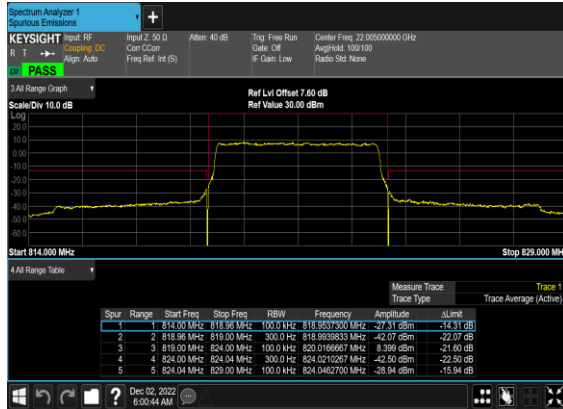 Spectrum Analyzer 1
Spurious Emissions
+
KEYSIGHT Input: RF Input Z: 50 Ω Atten: 40 dB Trig: Free Run Center Freq: 22.005000000 GHz
R T Coupling: DC Corr CCorr Gate: Off Avg|Hold: 100/100
Align: Auto Freq Ref: Int (S) IF Gain: Low Radio Std: None
LXI PASS
3 All Range Graph
Ref Lvl Offset 7.60 dB
Scale/Div 10.0 dB Ref Value 30.00 dBm
Log
20.0
10.0
0.00
-10.0
-20.0
-30.0
-40.0
-50.0
-60.0
Start 814.000 MHz Stop 829.000 MHz
4 All Range Table
Measure Trace Trace 1
Trace Type Trace Average (Active)
Spur Range Start Freq Stop Freq RBW Frequency Amplitude ΔLimit
1 1 814.00 MHz 818.96 MHz 100.0 kHz 818.9537300 MHz -27.31 dBm -14.31 dB
2 2 818.96 MHz 819.00 MHz 300.0 Hz 818.9939833 MHz -42.07 dBm -22.07 dB
3 3 819.00 MHz 824.00 MHz 100.0 kHz 820.0166667 MHz 8.399 dBm -21.60 dB
4 4 824.00 MHz 824.04 MHz 300.0 Hz 824.0210267 MHz -42.50 dBm -22.50 dB
5 5 824.04 MHz 829.00 MHz 100.0 kHz 824.0462700 MHz -28.94 dBm -15.94 dB
? Dec 02, 2022
6:00:44 AM